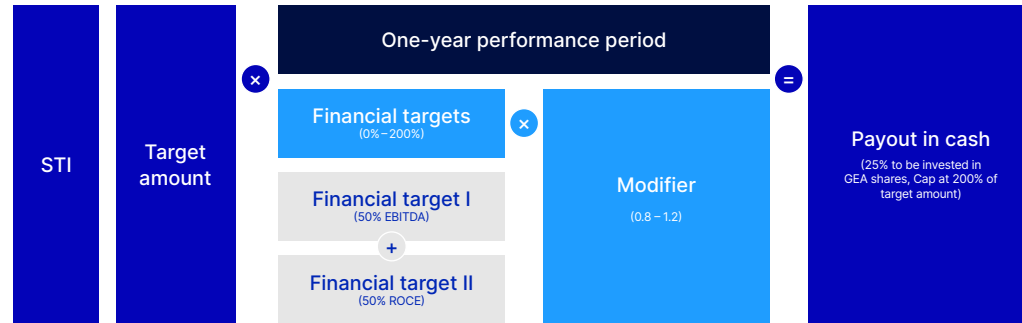 STI
Target
amount
×
One-year performance period
Financial targets
(0%–200%)
Financial target I
(50% EBITDA)
+
Financial target II
(50% ROCE)
×
Modifier
(0.8 – 1.2)
=
Payout in cash
(25% to be invested in
GEA shares, Cap at 200% of
target amount)